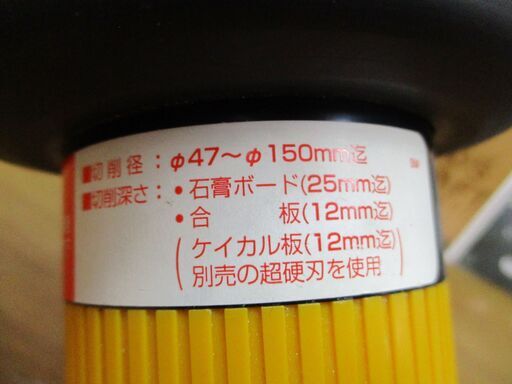 ■切削径：φ47～φ150mm迄
■切削深さ：・石膏ボード(25mm迄)
・合　　板(12mm迄)
(ケイカル板(12mm迄)
別売の超硬刃を使用)